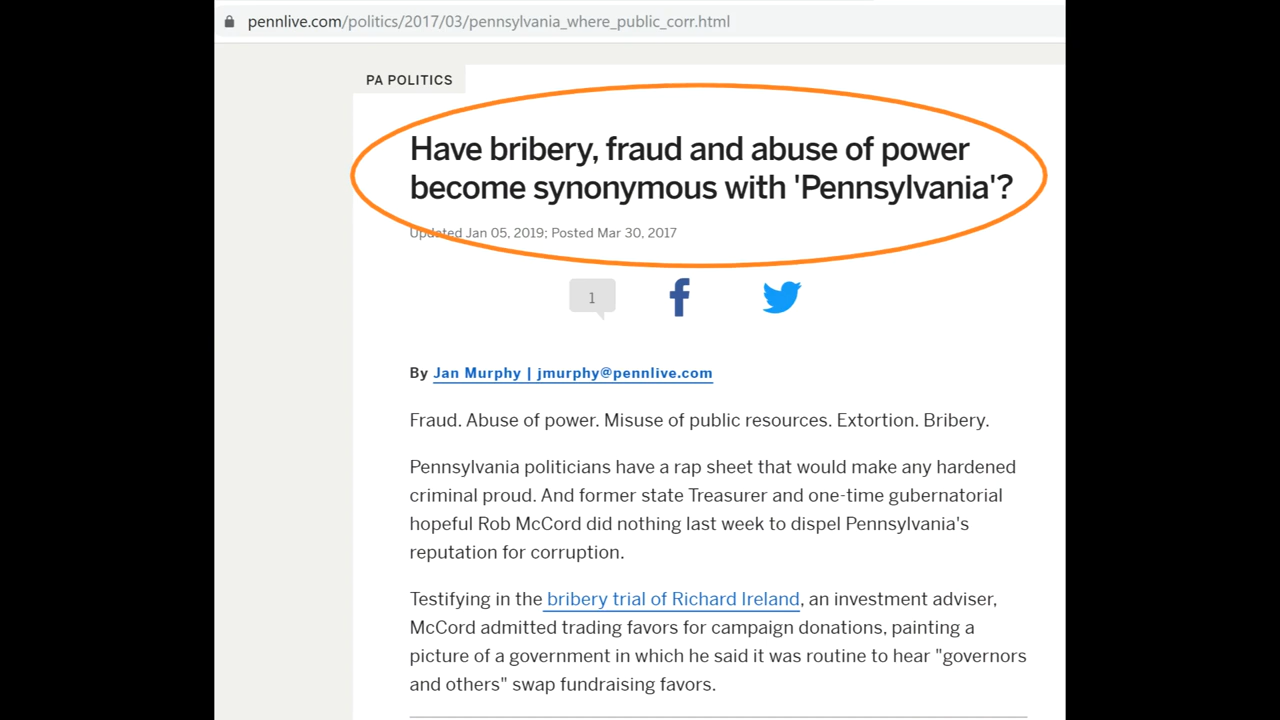 pennlive.com/politics/2017/03/pennsylvania_where_public_corr.html
PA POLITICS
Have bribery, fraud and abuse of power
become synonymous with 'Pennsylvania'?
Updated Jan 05, 2019; Posted Mar 30, 2017
1
By Jan Murphy | jmurphy@pennlive.com
Fraud. Abuse of power. Misuse of public resources. Extortion. Bribery.
Pennsylvania politicians have a rap sheet that would make any hardened
criminal proud. And former state Treasurer and one-time gubernatorial
hopeful Rob McCord did nothing last week to dispel Pennsylvania's
reputation for corruption.
Testifying in the bribery trial of Richard Ireland, an investment adviser,
McCord admitted trading favors for campaign donations, painting a
picture of a government in which he said it was routine to hear "governors
and others" swap fundraising favors.